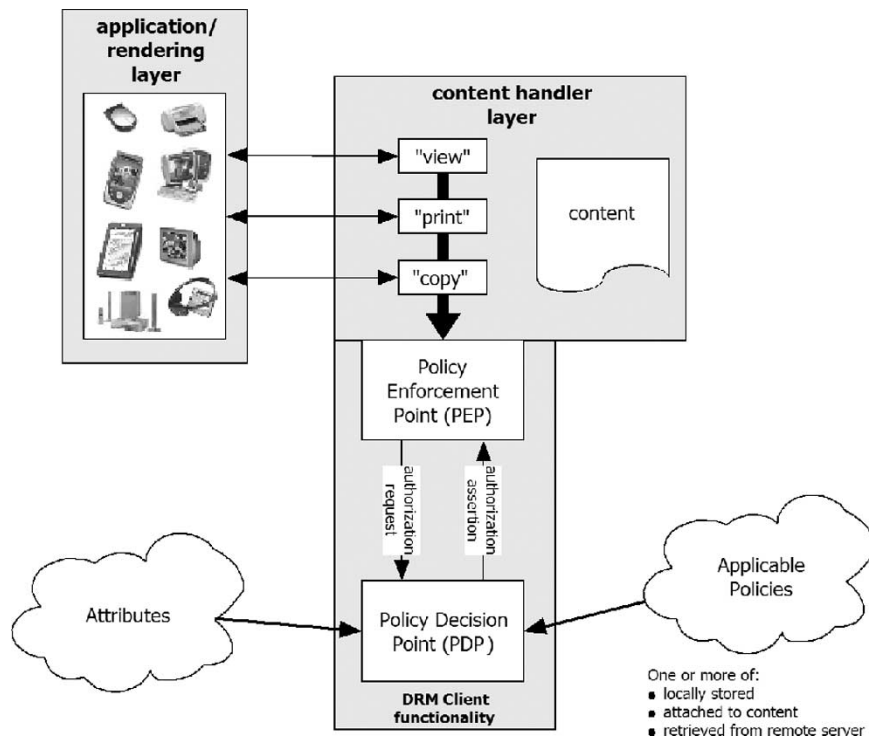 application/
rendering
layer
content handler
layer
"view"
"print"
"copy"
content
Policy
Enforcement
Point (PEP)
authorization
request
authorization
assertion
Attributes
Policy Decision
Point (PDP)
Applicable
Policies
DRM Client
functionality
One or more of:
● locally stored
● attached to content
● retrieved from remote server